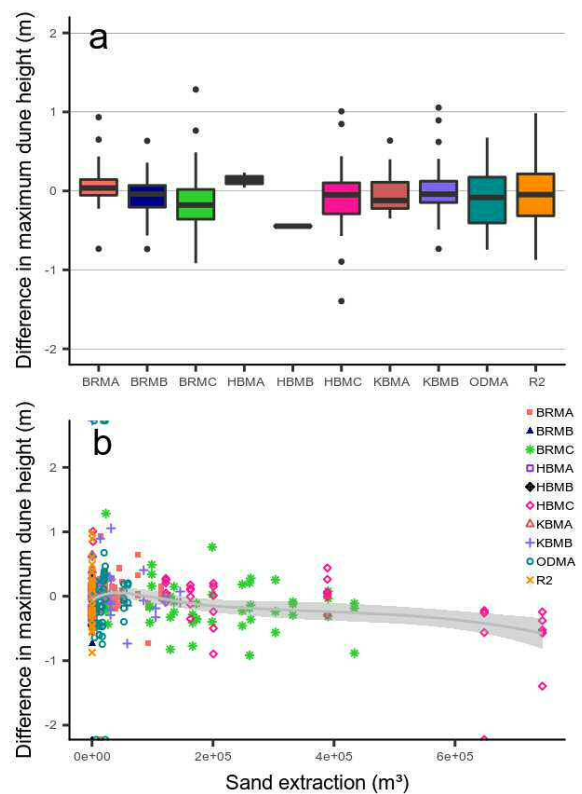 a
Difference in maximum dune height (m)
2
1
0
-1
-2
BRMA BRMB BRMC HBMA HBMB HBMC KBMA KBMB ODMA R2
b
Difference in maximum dune height (m)
2
1
0
-1
-2
0e+00 2e+05 4e+05 6e+05
Sand extraction (m³)
BRMA
BRMB
BRMC
HBMA
HBMB
HBMC
KBMA
KBMB
ODMA
R2